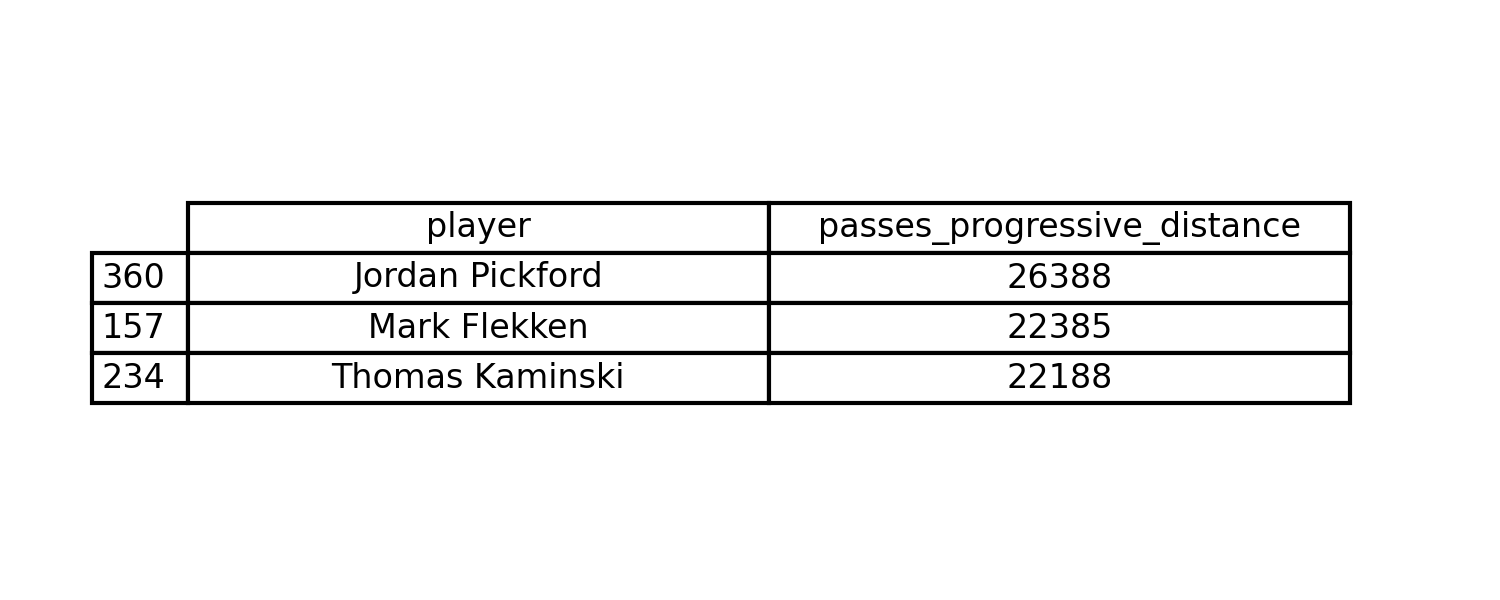 player passes_progressive_distance
360 Jordan Pickford 26388
157 Mark Flekken 22385
234 Thomas Kaminski 22188